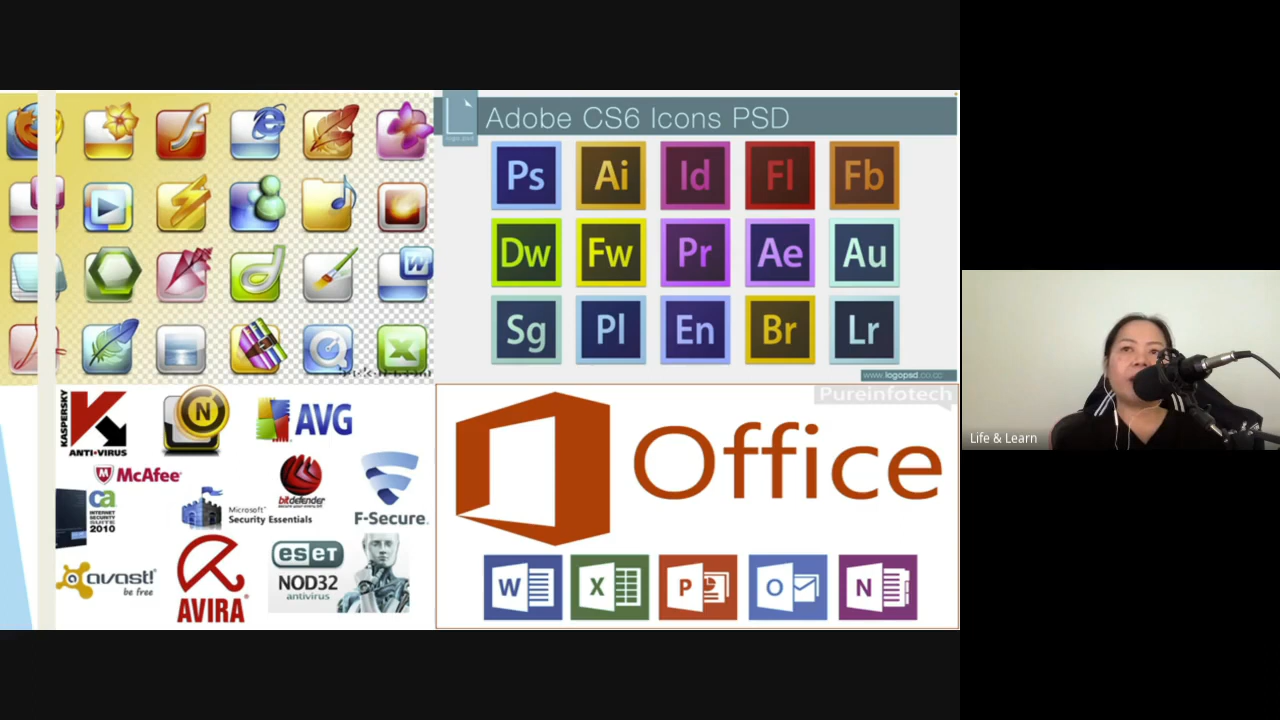 Adobe CS6 Icons PSD
Ps Ai Id Fl Fb
Dw Fw Pr Ae Au
Sg Pl En Br Lr
www.logopsd.co.cc
W
X
KASPERSKY
ANTI-VIRUS
N
AVG
McAfee
bitdefender
ca
INTERNET
SECURITY
SUITE
2010
Microsoft
Security Essentials
F-Secure.
avast!
be free
AVIRA
eset
NOD32
antivirus
Pureinfotech
Office
W X P O N
Life & Learn